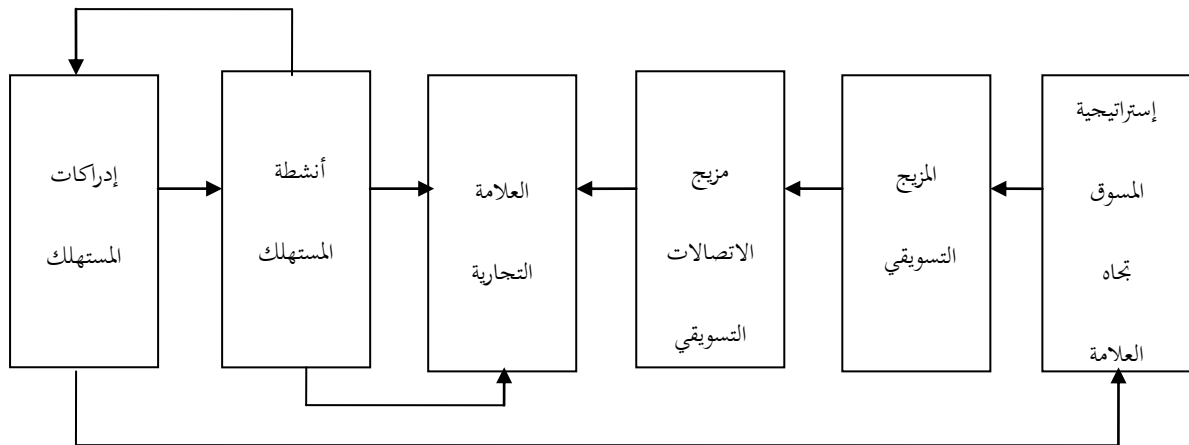 إستراتيجية
المسوق
تجاه
العلامة
المزيج
التسويقي
مزيج
الاتصالات
التسويقي
العلامة
التجارية
أنشطة
المستهلك
إدراكات
المستهلك